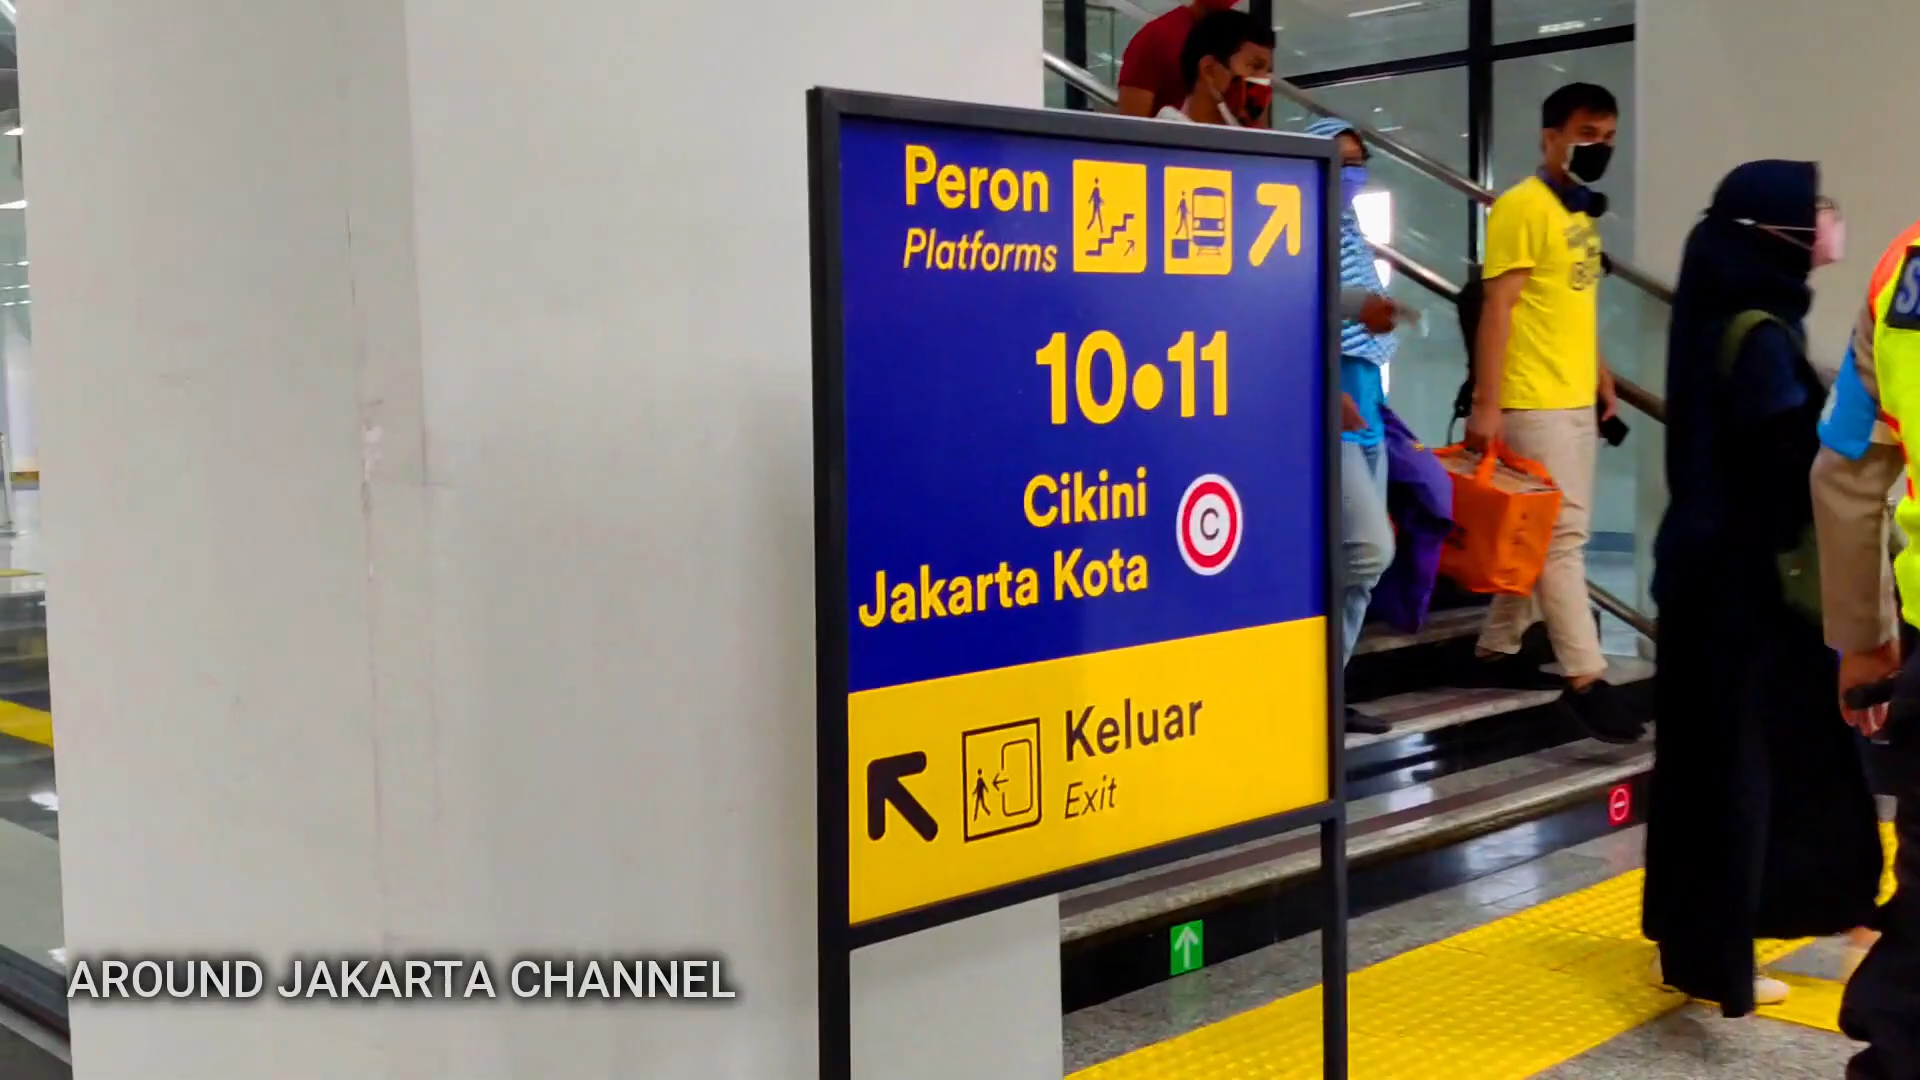 Peron
Platforms
10•11
Cikini
C
Jakarta Kota
Keluar
Exit
AROUND JAKARTA CHANNEL